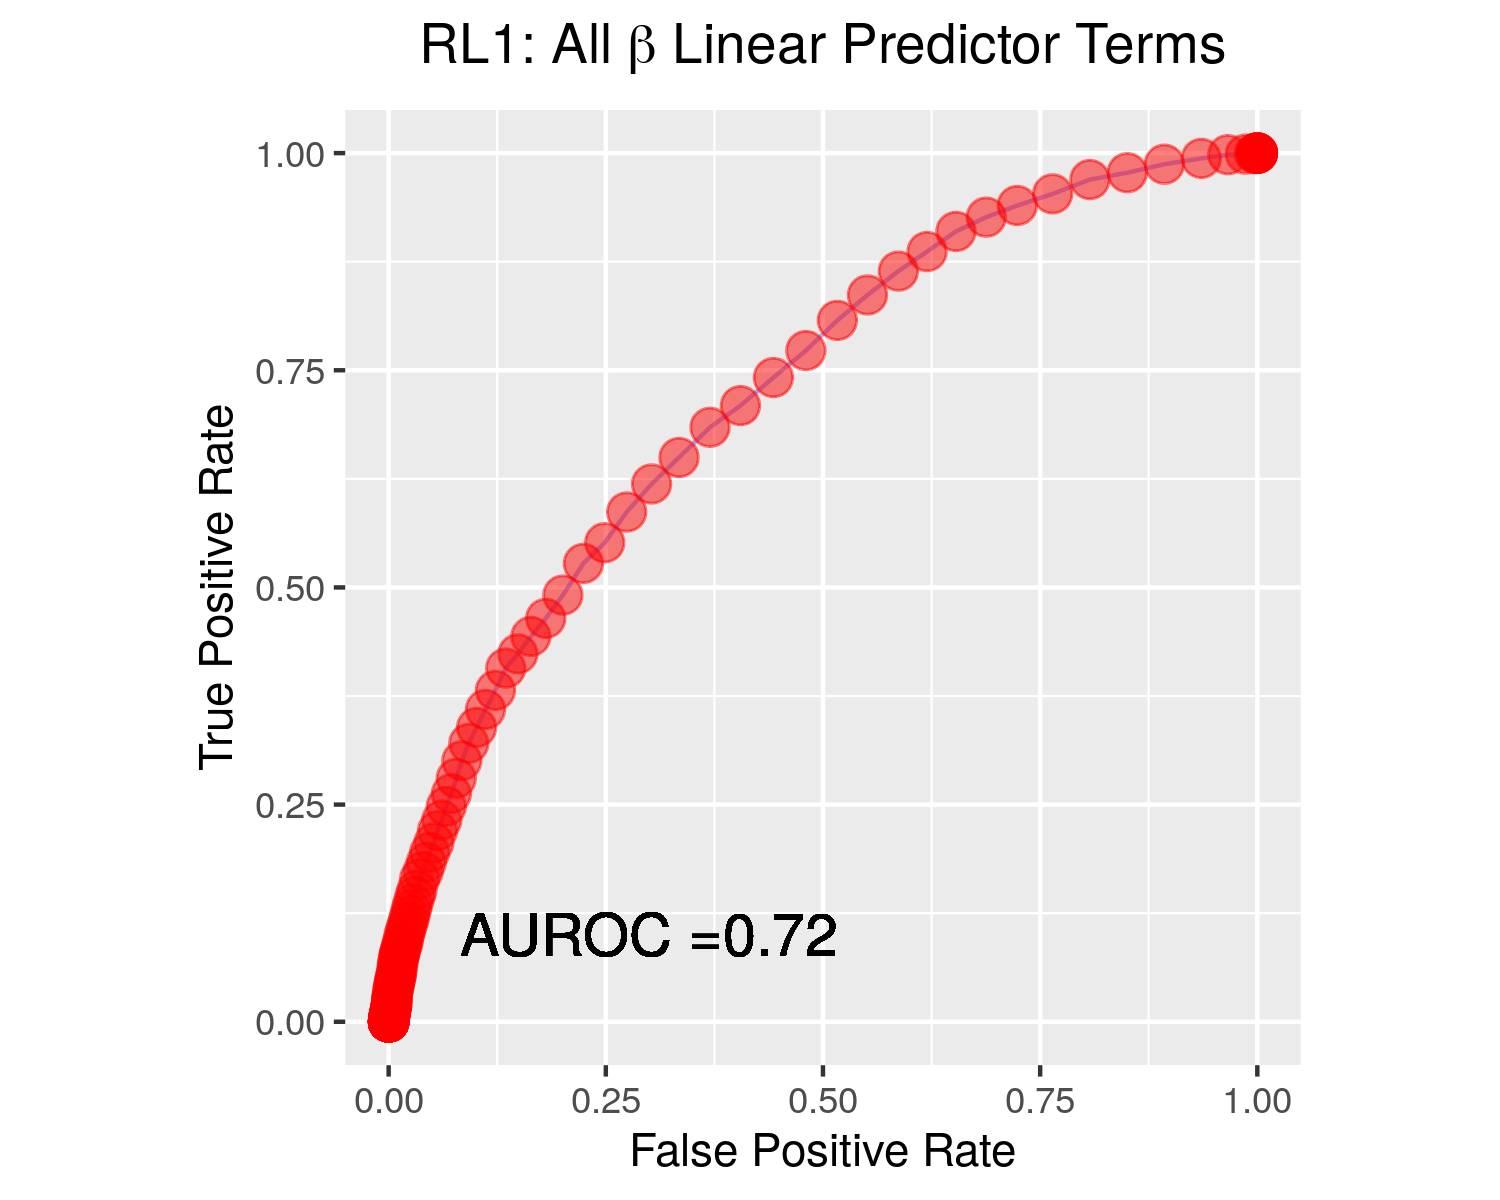 RL1: All β Linear Predictor Terms
True Positive Rate
1.00
0.75
0.50
0.25
0.00
AUROC =0.72
0.00 0.25 0.50 0.75 1.00
False Positive Rate